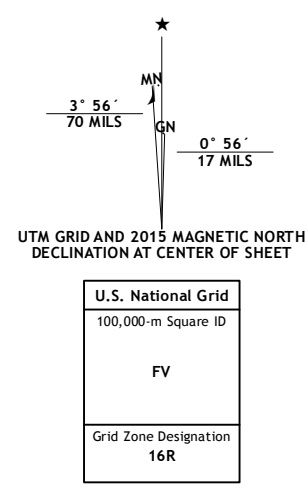 MN
3° 56´
70 MILS
GN
0° 56´
17 MILS
UTM GRID AND 2015 MAGNETIC NORTH
DECLINATION AT CENTER OF SHEET
U.S. National Grid
100,000-m Square ID
FV
Grid Zone Designation
16R